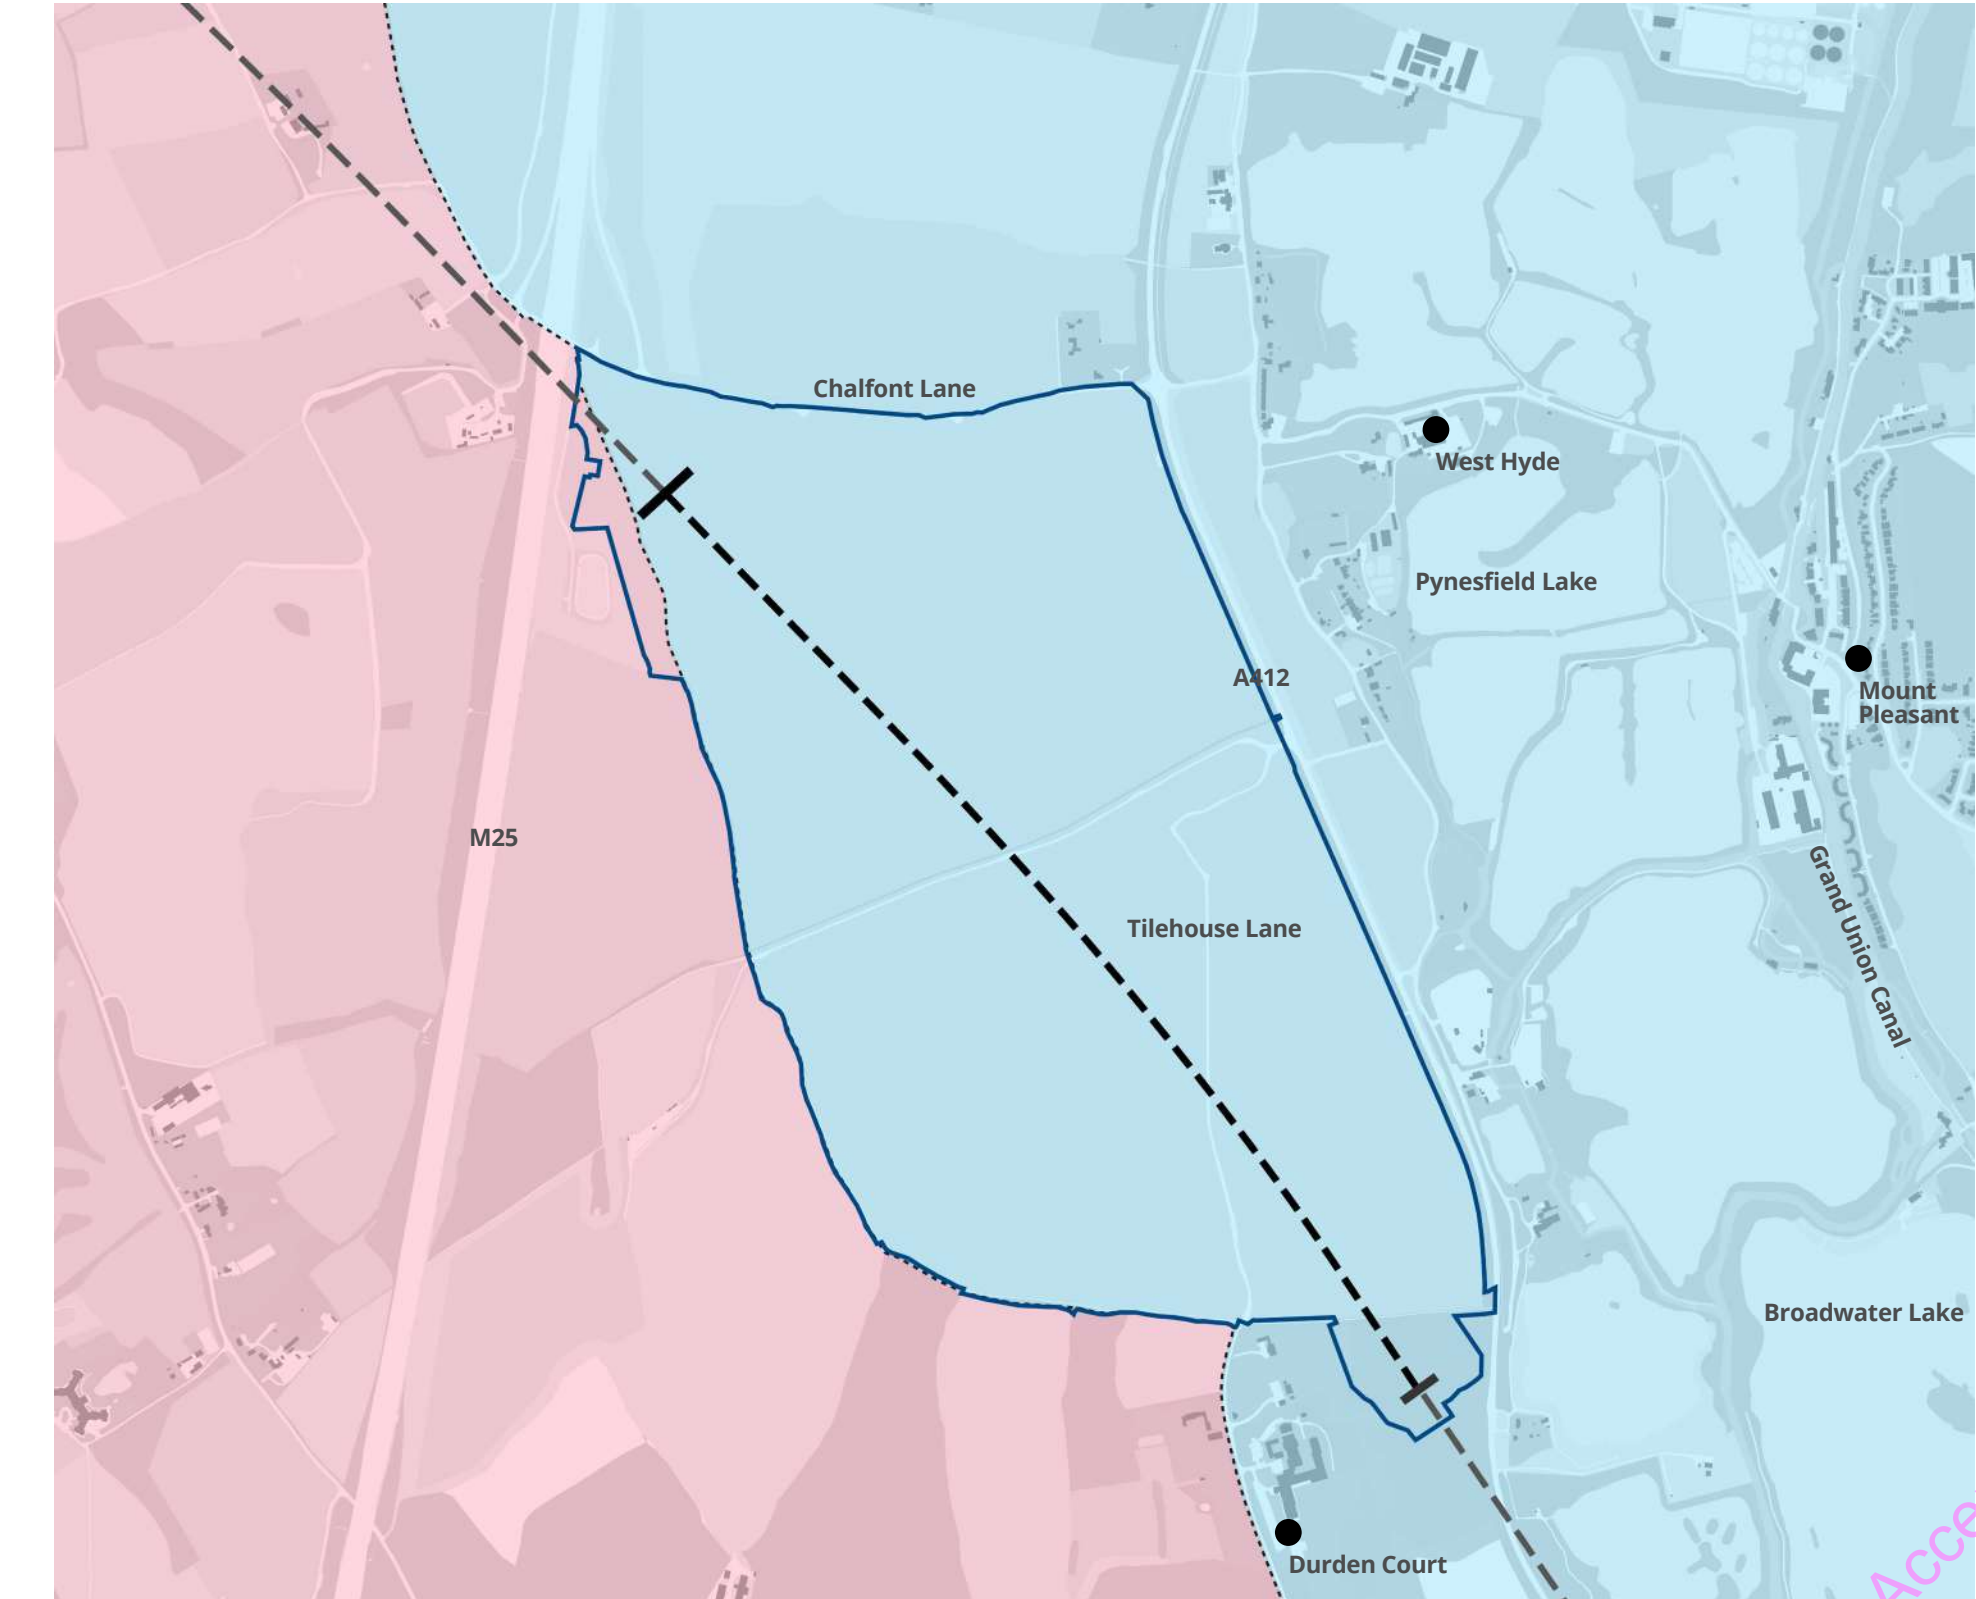 Chalfont Lane
West Hyde
Pynesfield Lake
A412
Mount
Pleasant
M25
Grand Union Canal
Tilehouse Lane
Broadwater Lake
Durden Court